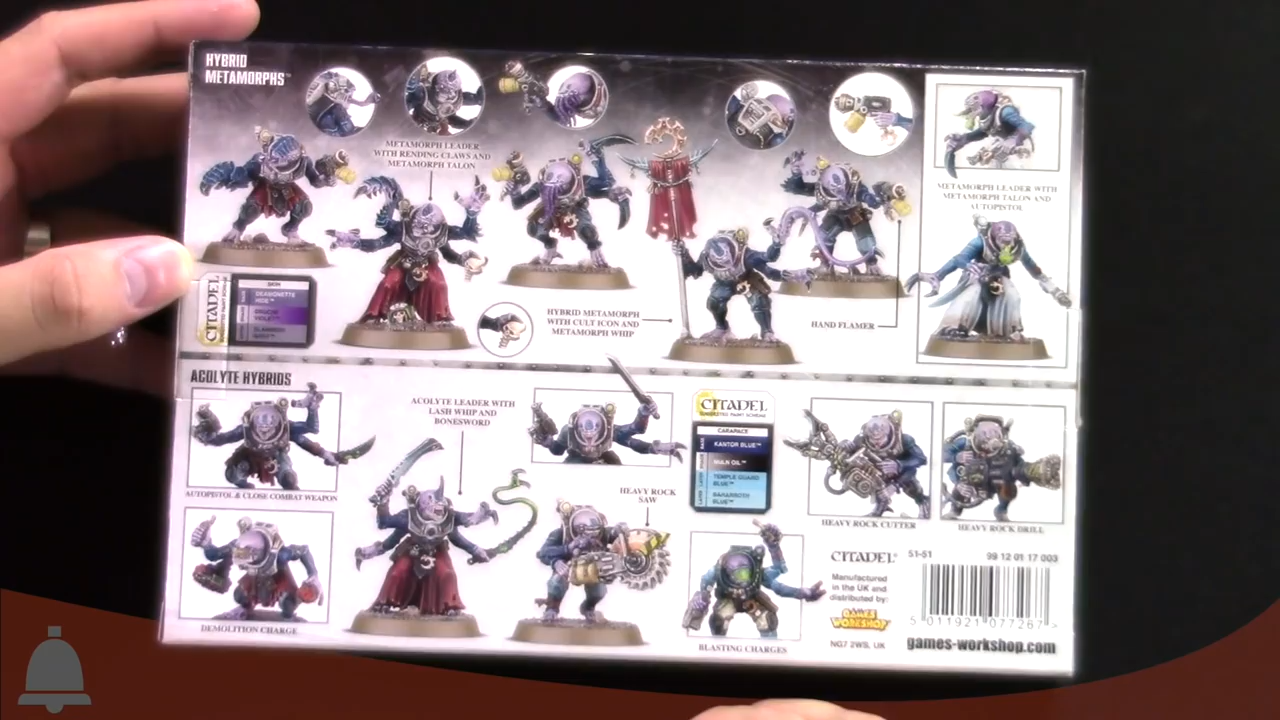 HYBRID
METAMORPHS™
METAMORPH LEADER
WITH RENDING CLAWS AND
METAMORPH TALON
METAMORPH LEADER WITH
METAMORPH TALON AND
AUTOPISTOL
CITADEL
SKIN
HYBRID METAMORPH
WITH CULT ICON AND
METAMORPH WHIP
HAND FLAMER
ACOLYTE HYBRIDS
ACOLYTE LEADER WITH
LASH WHIP AND
BONESWORD
CITADEL
CARAPACE
KANTOR BLUE™
TEMPLE GUARD
BLUE™
AUTOPISTOL & CLOSE COMBAT WEAPON
HEAVY ROCK
SAW
HEAVY ROCK CUTTER
HEAVY ROCK DRILL
DEMOLITION CHARGE
BLASTING CHARGES
CITADEL®
51-51
99 12 01 17 003
Manufactured
in the UK and
distributed by:
GAMES
WORKSHOP
NG7 2WS, UK
5 011921 077267 >
games-workshop.com